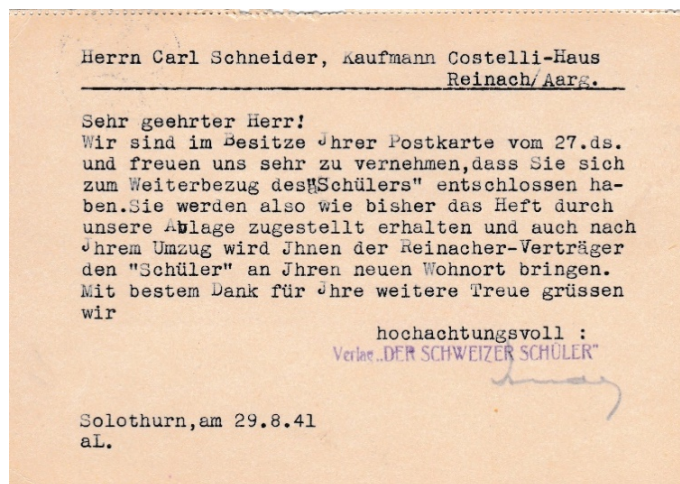 Herrn Carl Schneider, Kaufmann Costelli-Haus
Reinach/Aarg.
Sehr geehrter Herr!
Wir sind im Besitze Jhrer Postkarte vom 27.ds.
und freuen uns sehr zu vernehmen,dass Sie sich
zum Weiterbezug des "Schülers" entschlossen ha-
ben.Sie werden also wie bisher das Heft durch
unsere Ablage zugestellt erhalten und auch nach
Jhrem Umzug wird Jhnen der Reinacher-Verträger
den "Schüler" an Jhren neuen Wohnort bringen.
Mit bestem Dank für Jhre weitere Treue grüssen
wir
hochachtungsvoll :
Verlag „DER SCHWEIZER SCHÜLER"
Solothurn,am 29.8.41
aL.